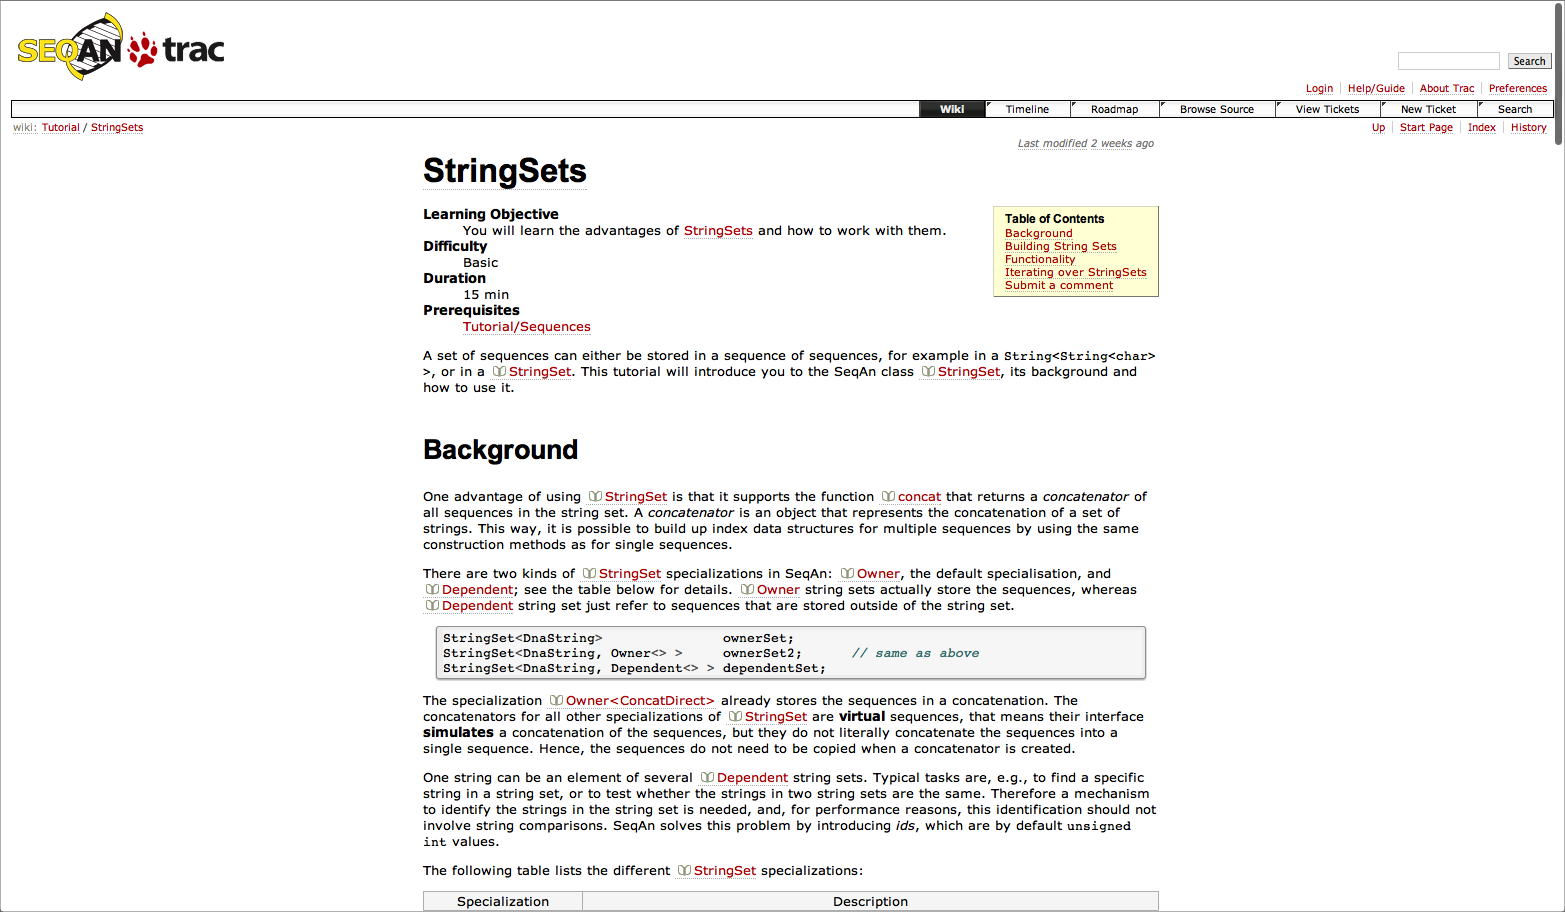 SEQAN trac
Search
Login Help/Guide About Trac Preferences
Wiki Timeline Roadmap Browse Source View Tickets New Ticket Search
wiki: Tutorial / StringSets
Up Start Page Index History
Last modified 2 weeks ago
StringSets
Learning Objective
You will learn the advantages of StringSets and how to work with them.
Difficulty
Basic
Duration
15 min
Prerequisites
Tutorial/Sequences
Table of Contents
Background
Building String Sets
Functionality
Iterating over StringSets
Submit a comment
A set of sequences can either be stored in a sequence of sequences, for example in a String<String<char>
>, or in a StringSet. This tutorial will introduce you to the SeqAn class StringSet, its background and
how to use it.
Background
One advantage of using StringSet is that it supports the function concat that returns a concatenator of
all sequences in the string set. A concatenator is an object that represents the concatenation of a set of
strings. This way, it is possible to build up index data structures for multiple sequences by using the same
construction methods as for single sequences.
There are two kinds of StringSet specializations in SeqAn: Owner, the default specialisation, and
Dependent; see the table below for details. Owner string sets actually store the sequences, whereas
Dependent string set just refer to sequences that are stored outside of the string set.
StringSet<DnaString> ownerSet;
StringSet<DnaString, Owner<> > ownerSet2; // same as above
StringSet<DnaString, Dependent<> > dependentSet;
The specialization Owner<ConcatDirect> already stores the sequences in a concatenation. The
concatenators for all other specializations of StringSet are virtual sequences, that means their interface
simulates a concatenation of the sequences, but they do not literally concatenate the sequences into a
single sequence. Hence, the sequences do not need to be copied when a concatenator is created.
One string can be an element of several Dependent string sets. Typical tasks are, e.g., to find a specific
string in a string set, or to test whether the strings in two string sets are the same. Therefore a mechanism
to identify the strings in the string set is needed, and, for performance reasons, this identification should not
involve string comparisons. SeqAn solves this problem by introducing ids, which are by default unsigned
int values.
The following table lists the different StringSet specializations:
Specialization Description